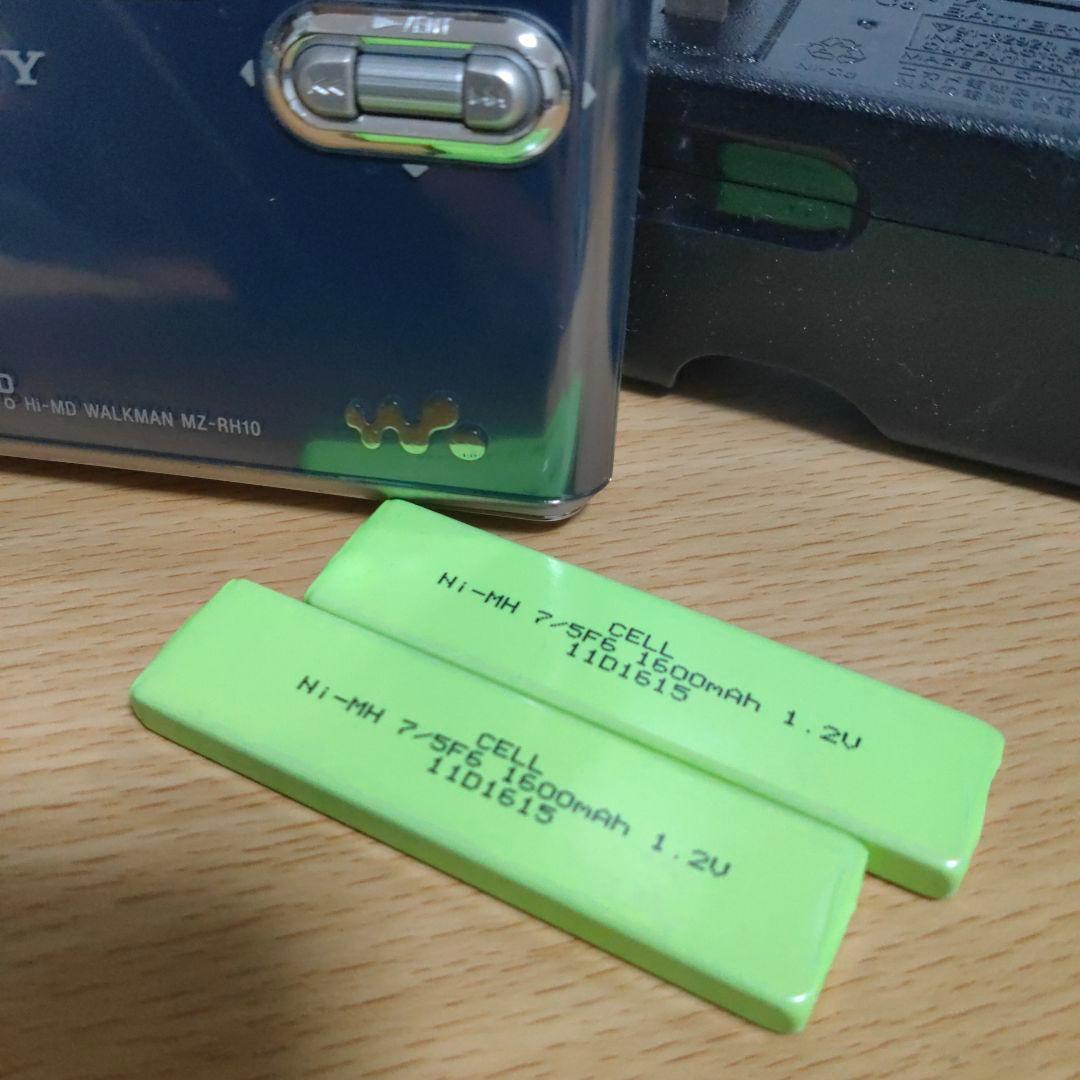 ►/ENT
Y
Hi-MD WALKMAN MZ-RH10
CELL
Ni-MH 7/5F6 1600mAh 1.2V
11D1615
CELL
Ni-MH 7/5F6 1600mAh 1.2V
11D1615